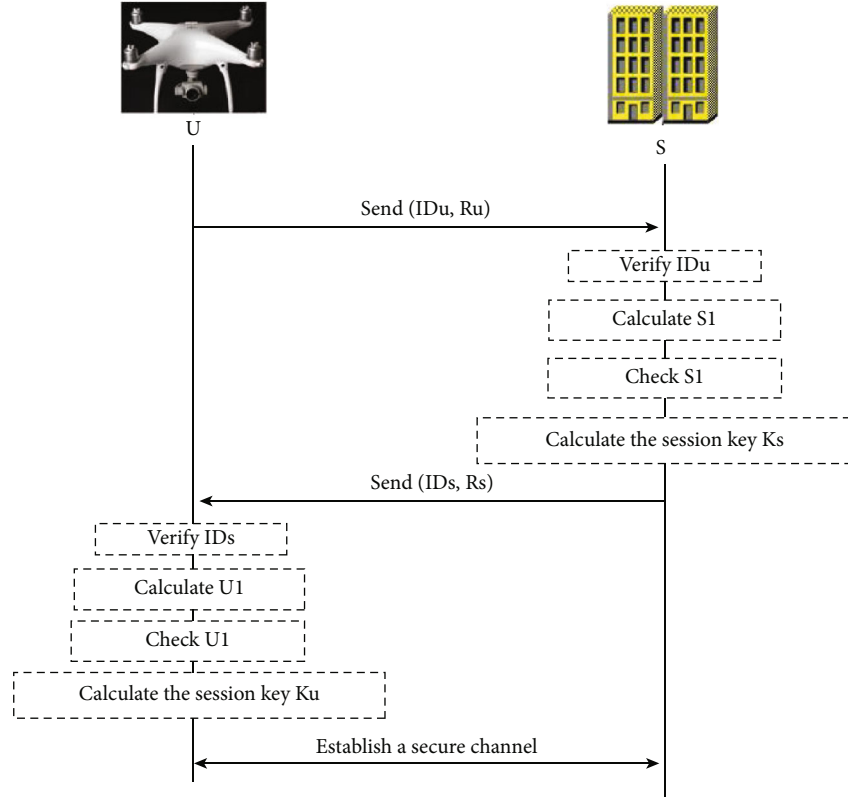 U
S
Send (IDu, Ru)
Verify IDu
Calculate S1
Check S1
Calculate the session key Ks
Send (IDs, Rs)
Verify IDs
Calculate U1
Check U1
Calculate the session key Ku
Establish a secure channel